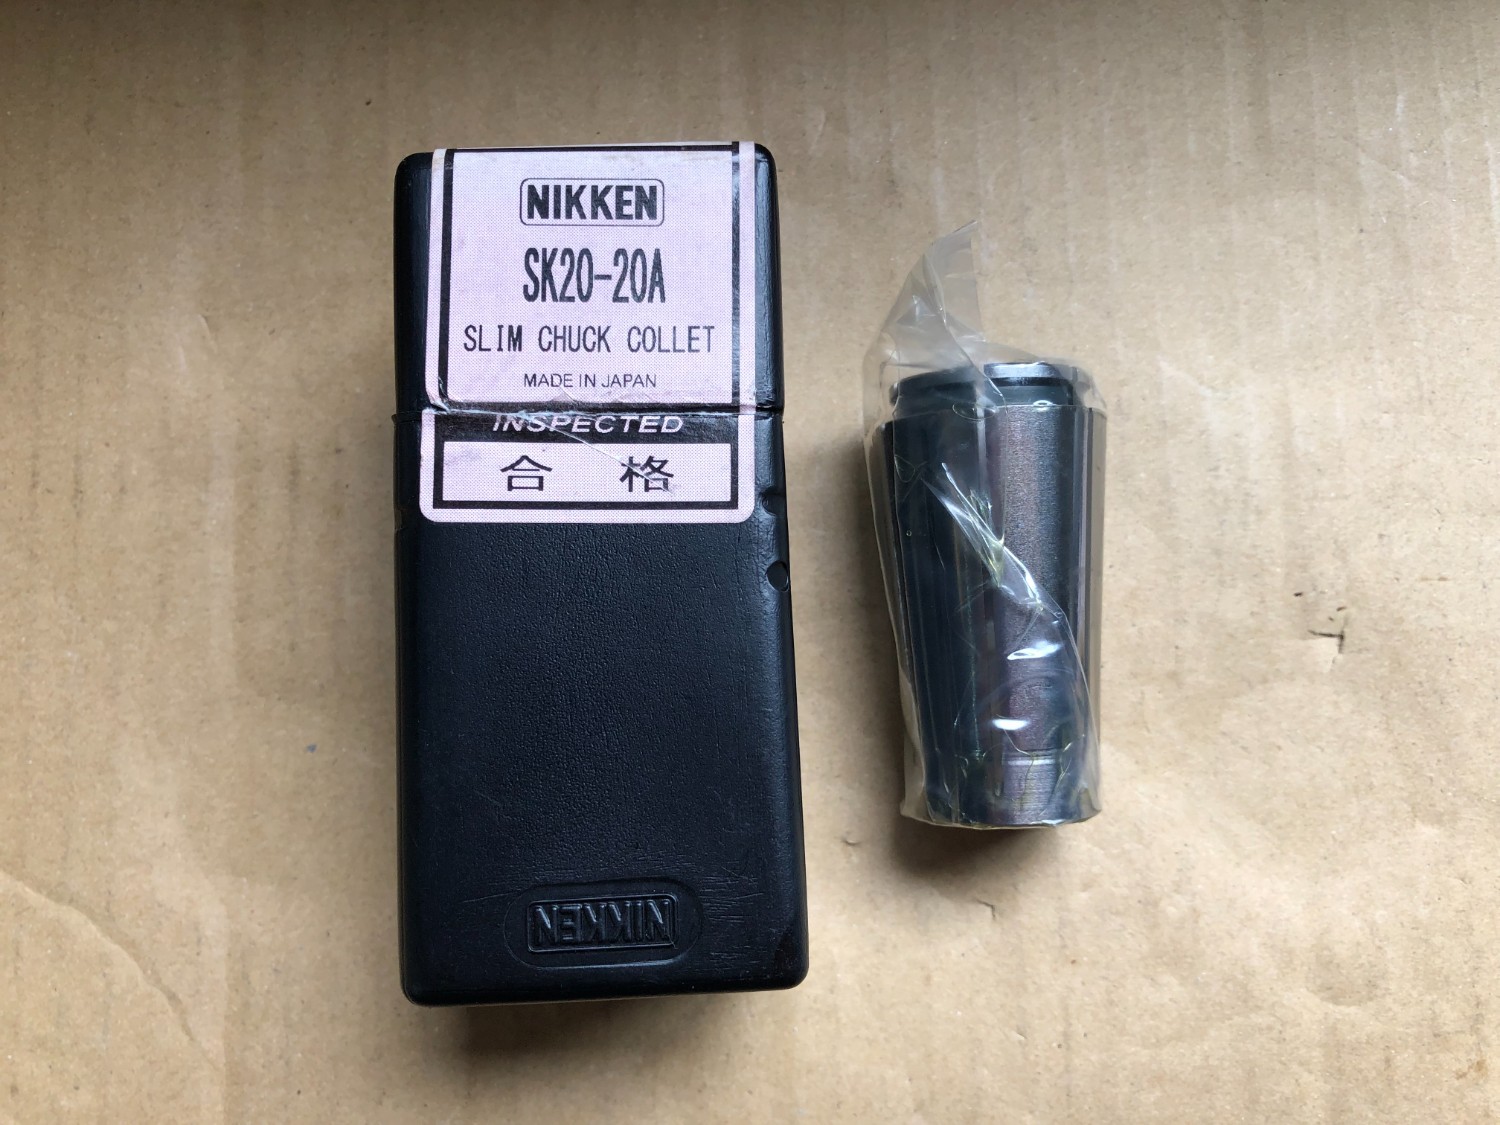 NIKKEN
SK20-20A
SLIM CHUCK COLLET
MADE IN JAPAN
INSPECTED
合格
NIKKEN